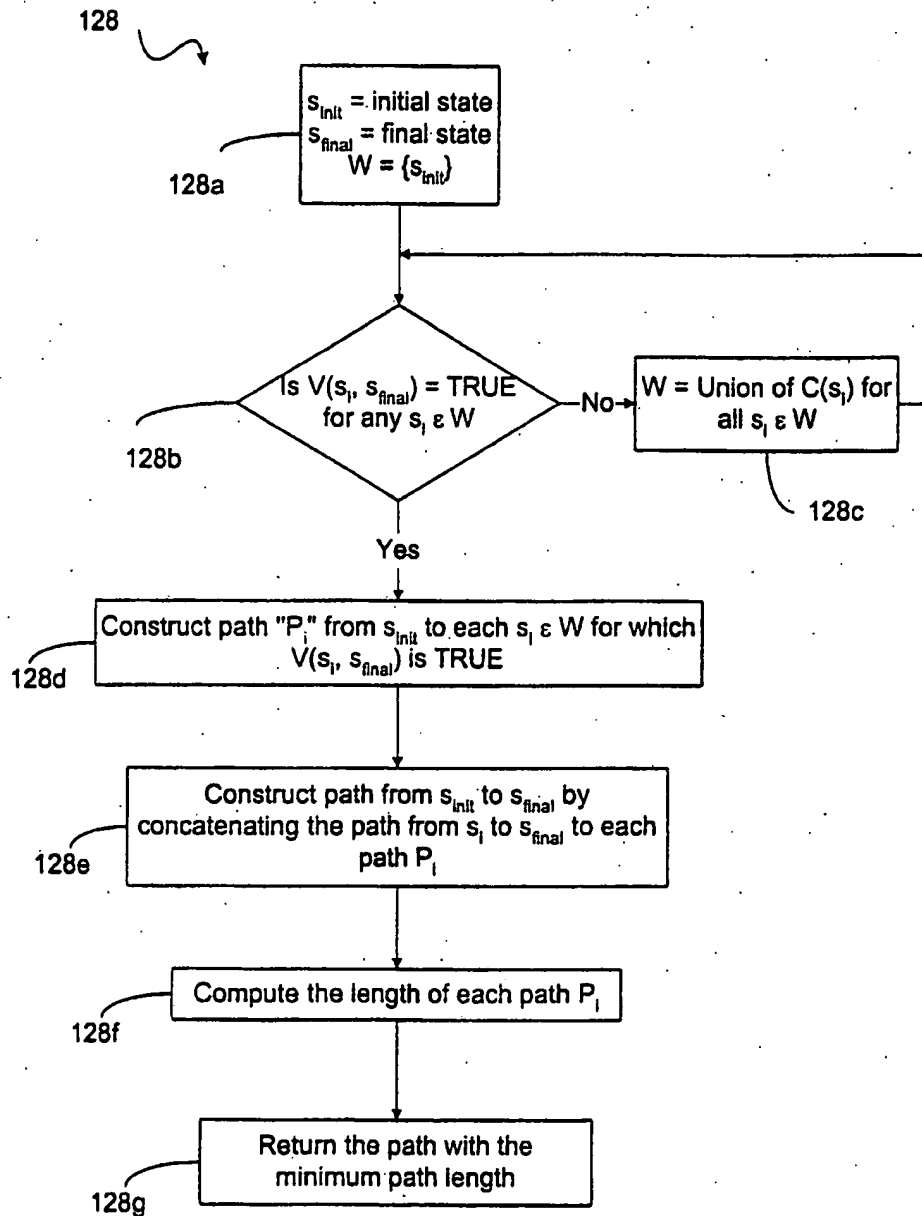 128
s_init = initial state
s_final = final state
W = {s_init}
128a
Is V(s_i, s_final) = TRUE
for any s_i ε W
128b
No
W = Union of C(s_i) for
all s_i ε W
128c
Yes
Construct path "P_i" from s_init to each s_i ε W for which
V(s_i, s_final) is TRUE
128d
Construct path from s_init to s_final by
concatenating the path from s_i to s_final to each
path P_i
128e
Compute the length of each path P_i
128f
Return the path with the
minimum path length
128g